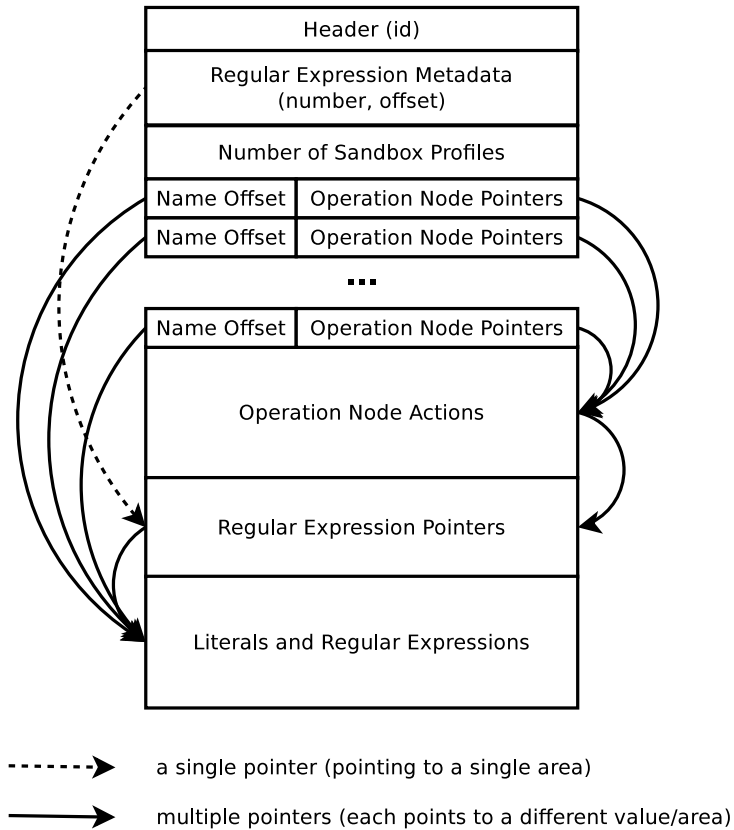 Header (id)
Regular Expression Metadata
(number, offset)
Number of Sandbox Profiles
Name Offset Operation Node Pointers
Name Offset Operation Node Pointers
...
Name Offset Operation Node Pointers
Operation Node Actions
Regular Expression Pointers
Literals and Regular Expressions
a single pointer (pointing to a single area)
multiple pointers (each points to a different value/area)